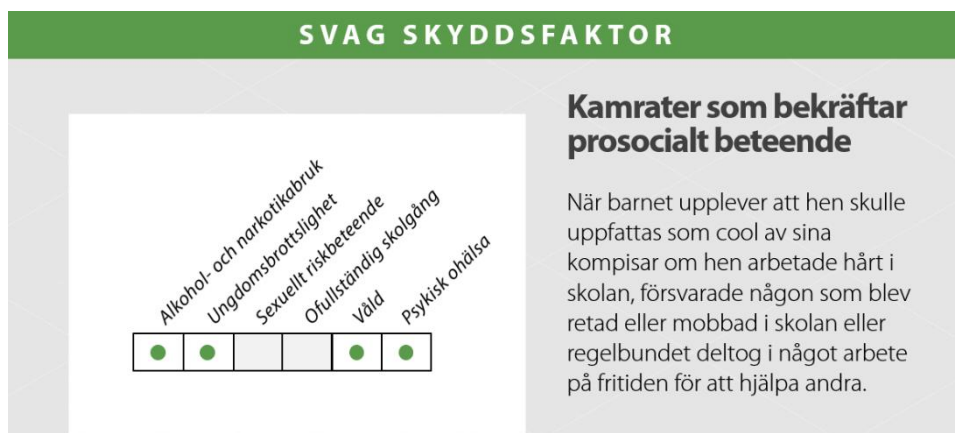 SVAG SKYDDSFAKTOR
Alkohol- och narkotikabruk
Ungdomsbrottslighet
Sexuellt riskbeteende
Ofullständig skolgång
Våld
Psykisk ohälsa
Kamrater som bekräftar
prosocialt beteende
När barnet upplever att hen skulle
uppfattas som cool av sina
kompisar om hen arbetade hårt i
skolan, försvarade någon som blev
retad eller mobbad i skolan eller
regelbundet deltog i något arbete
på fritiden för att hjälpa andra.